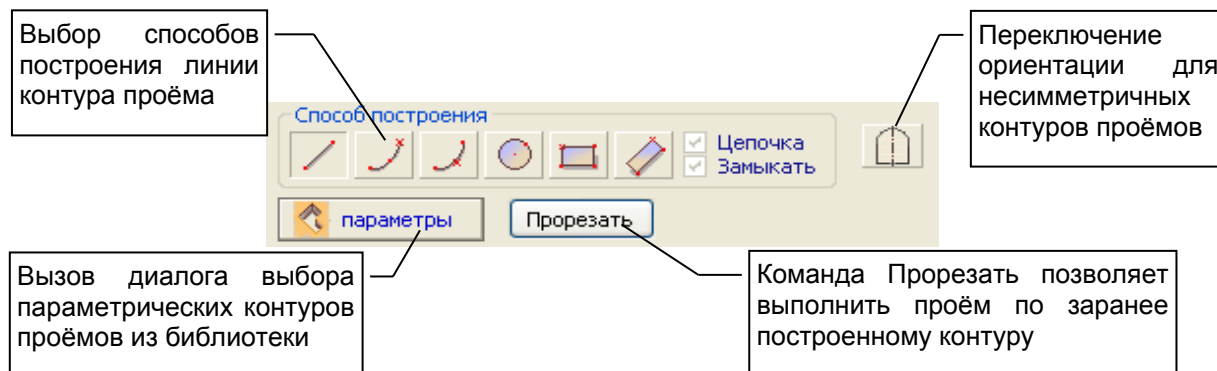 Выбор способов
построения линии
контура проёма
Переключение
ориентации для
несимметричных
контуров проёмов
Способ построения
Цепочка
Замыкать
параметры
Прорезать
Вызов диалога выбора
параметрических контуров
проёмов из библиотеки
Команда Прорезать позволяет
выполнить проём по заранее
построенному контуру